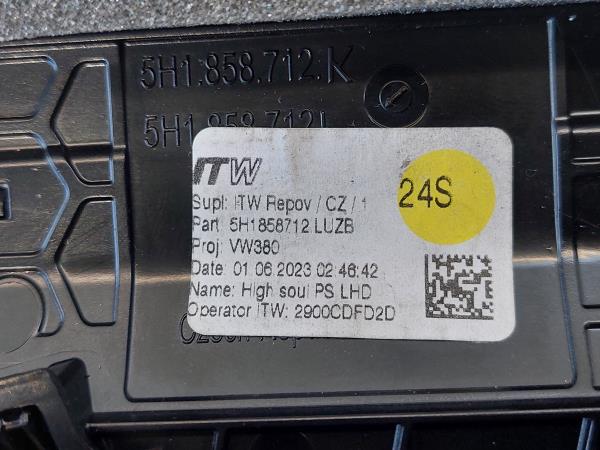 5H1.858.712.K
5H1.858.712L
ITW
24S
Supl: ITW Repov / CZ / 1
Part: 5H1858712 LUZB
Proj: VW380
Date: 01.06.2023 02:46:42
Name: High soul PS LHD
Operator ITW: 2900CDFD2D